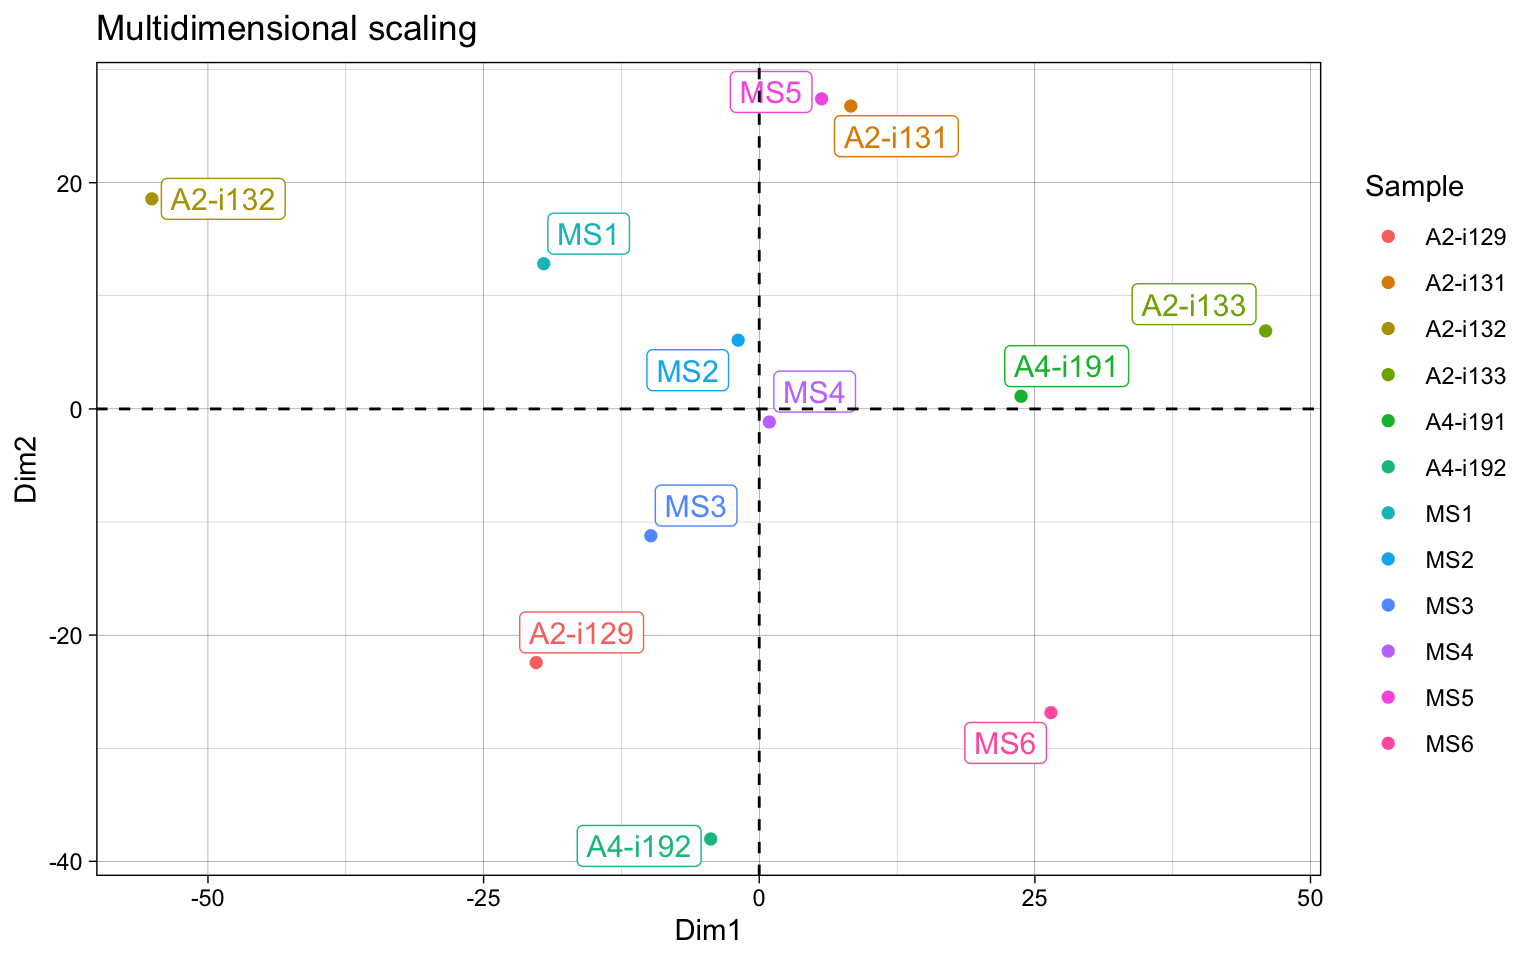 Multidimensional scaling
MS5
A2-i131
A2-i132
MS1
A2-i133
MS2
A4-i191
MS4
MS3
A2-i129
MS6
A4-i192
20
0
-20
-40
Dim2
-50
-25
0
25
50
Dim1
Sample
A2-i129
A2-i131
A2-i132
A2-i133
A4-i191
A4-i192
MS1
MS2
MS3
MS4
MS5
MS6